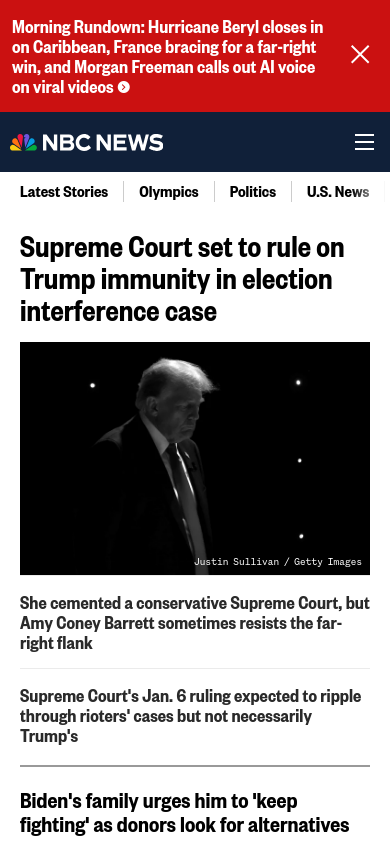 Morning Rundown: Hurricane Beryl closes in
on Caribbean, France bracing for a far-right
win, and Morgan Freeman calls out AI voice
on viral videos
NBC NEWS
Latest Stories
Olympics
Politics
U.S. News
Supreme Court set to rule on
Trump immunity in election
interference case
Justin Sullivan / Getty Images
She cemented a conservative Supreme Court, but
Amy Coney Barrett sometimes resists the far-
right flank
Supreme Court's Jan. 6 ruling expected to ripple
through rioters' cases but not necessarily
Trump's
Biden's family urges him to 'keep
fighting' as donors look for alternatives